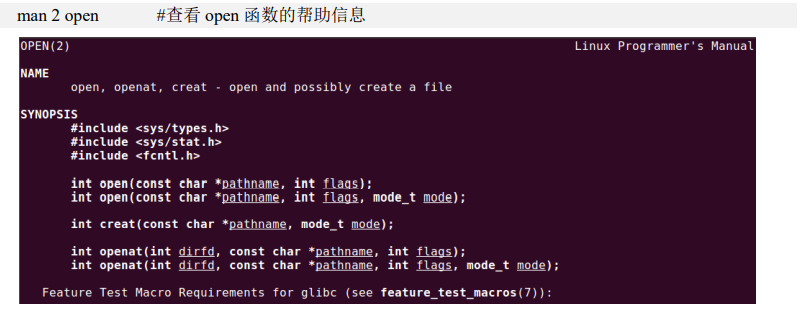 man 2 open #查看 open 函数的帮助信息
OPEN(2) Linux Programmer's Manual
NAME
open, openat, creat - open and possibly create a file
SYNOPSIS
#include <sys/types.h>
#include <sys/stat.h>
#include <fcntl.h>
int open(const char *pathname, int flags);
int open(const char *pathname, int flags, mode_t mode);
int creat(const char *pathname, mode_t mode);
int openat(int dirfd, const char *pathname, int flags);
int openat(int dirfd, const char *pathname, int flags, mode_t mode);
Feature Test Macro Requirements for glibc (see feature_test_macros(7)):